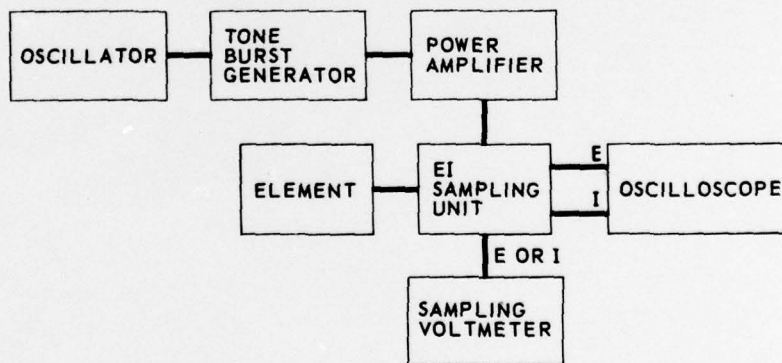 OSCILLATOR
TONE
BURST
GENERATOR
POWER
AMPLIFIER
ELEMENT
EI
SAMPLING
UNIT
E
I
OSCILLOSCOPE
E OR I
SAMPLING
VOLTMETER